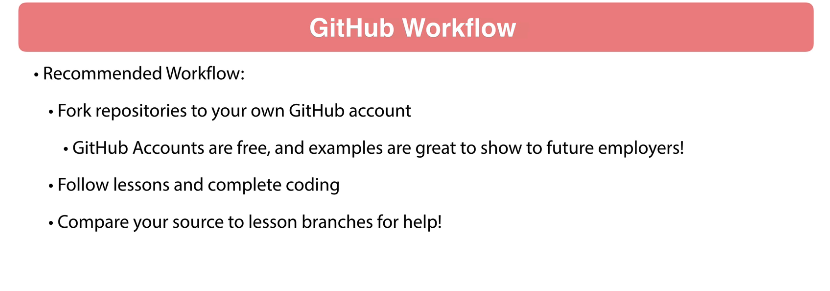 GitHub Workflow
• Recommended Workflow:
• Fork repositories to your own GitHub account
• GitHub Accounts are free, and examples are great to show to future employers!
• Follow lessons and complete coding
• Compare your source to lesson branches for help!